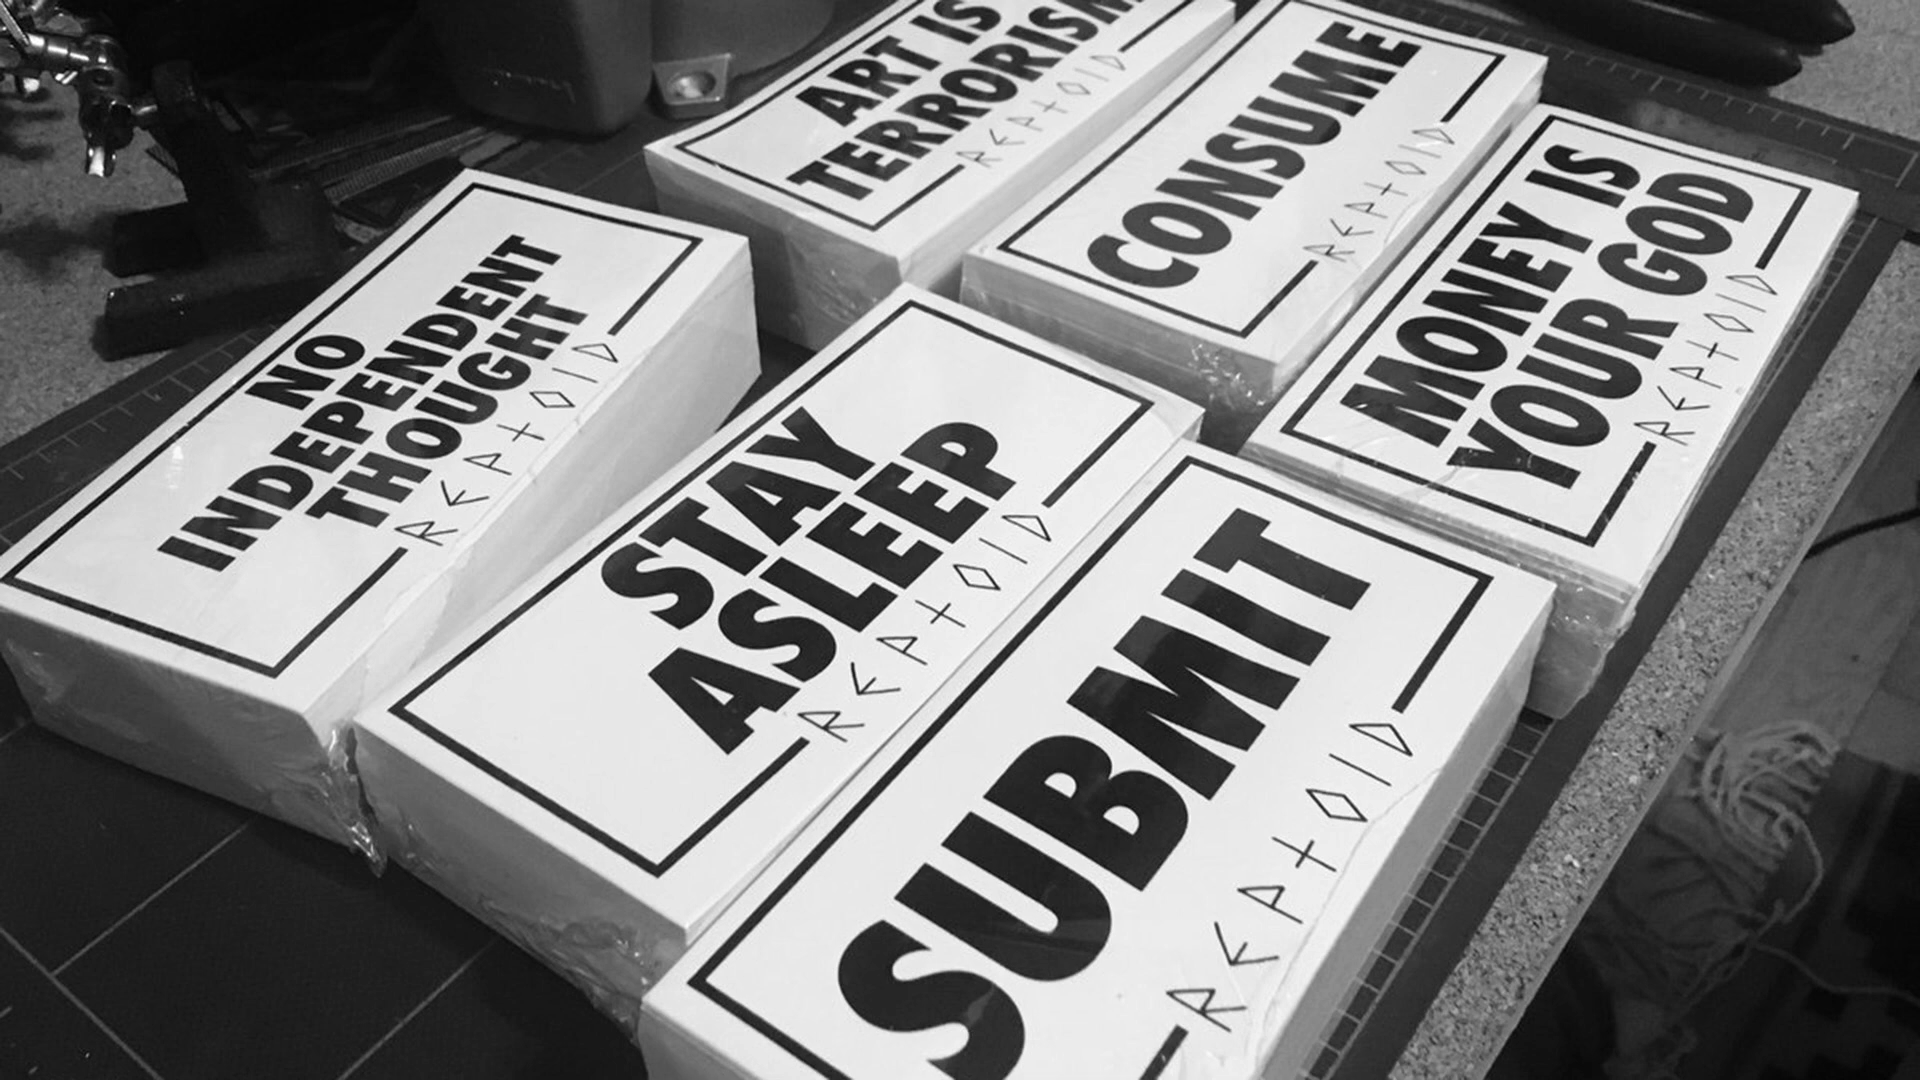 ART IS
TERRORISM
REPTOID
CONSUME
REPTOID
MONEY IS
YOUR GOD
REPTOID
NO
INDEPENDENT
THOUGHT
REPTOID
STAY
ASLEEP
REPTOID
SUBMIT
REPTOID